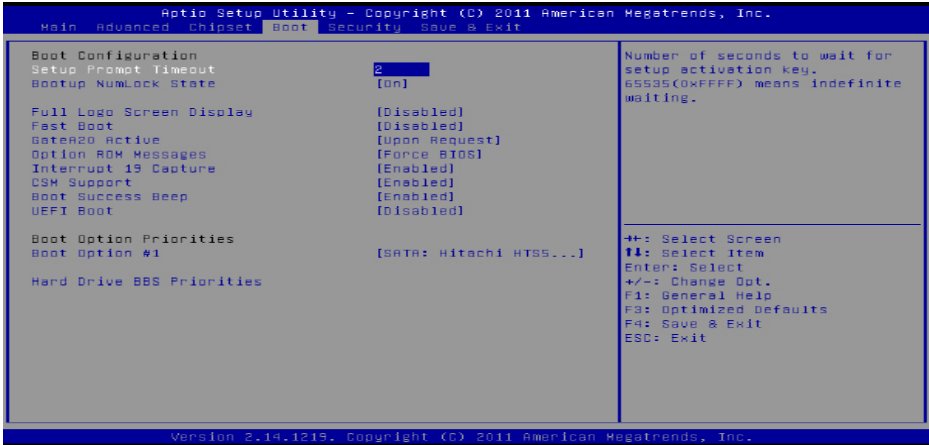 Aptio Setup Utility - Copyright (C) 2011 American Megatrends, Inc.
Main Advanced Chipset Boot Security Save & Exit
Boot Configuration
Setup Prompt Timeout 2
Bootup NumLock State [On]
Full Logo Screen Display [Disabled]
Fast Boot [Disabled]
GateA20 Active [Upon Request]
Option ROM Messages [Force BIOS]
Interrupt 19 Capture [Enabled]
CSM Support [Enabled]
Boot Success Beep [Enabled]
UEFI Boot [Disabled]
Boot Option Priorities
Boot Option #1 [SATA: Hitachi HTS5...]
Hard Drive BBS Priorities
Number of seconds to wait for
setup activation key.
65535(0xFFFF) means indefinite
waiting.
→←: Select Screen
↑↓: Select Item
Enter: Select
+/-: Change Opt.
F1: General Help
F3: Optimized Defaults
F4: Save & Exit
ESC: Exit
Version 2.14.1219. Copyright (C) 2011 American Megatrends, Inc.